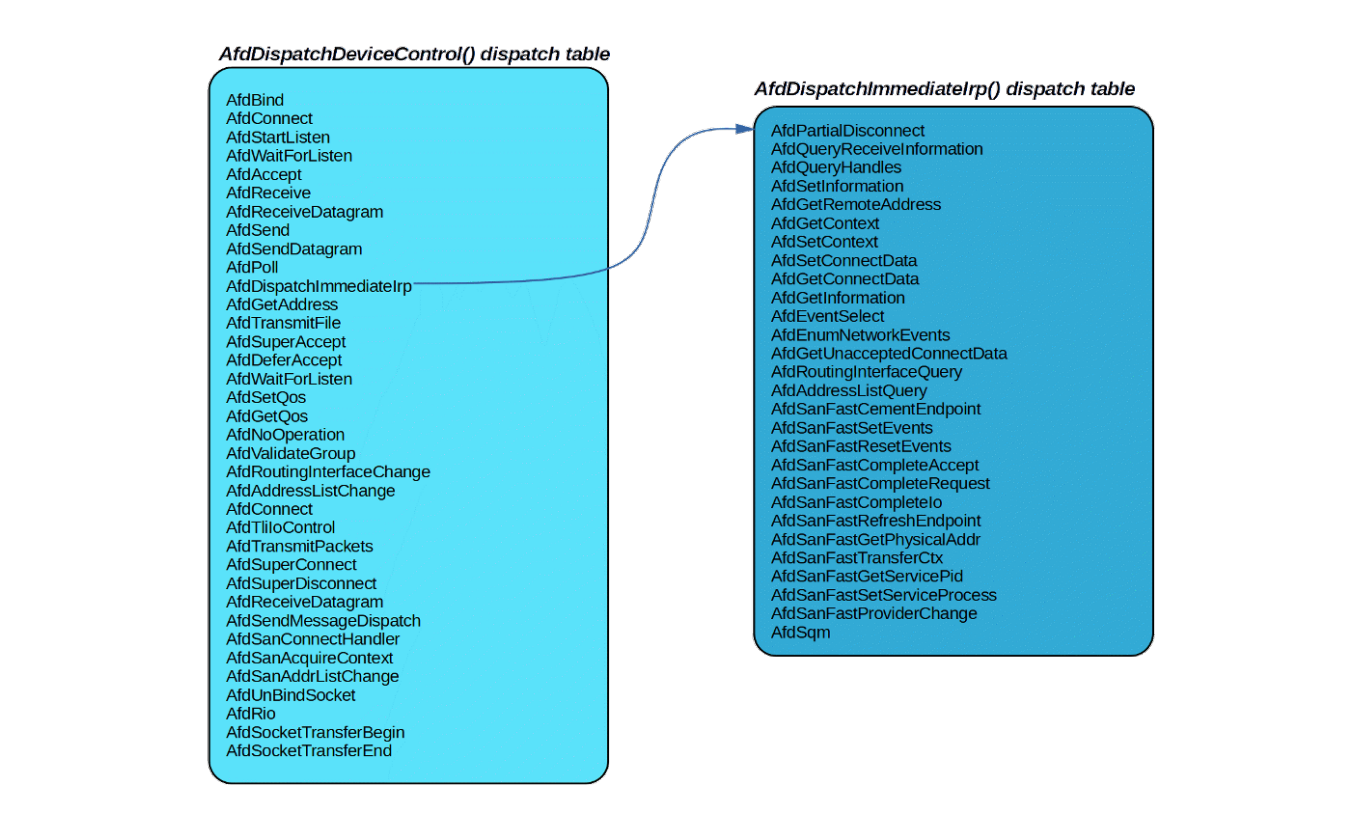 AfdDispatchDeviceControl() dispatch table
AfdBind
AfdConnect
AfdStartListen
AfdWaitForListen
AfdAccept
AfdReceive
AfdReceiveDatagram
AfdSend
AfdSendDatagram
AfdPoll
AfdDispatchImmediateIrp
AfdGetAddress
AfdTransmitFile
AfdSuperAccept
AfdDeferAccept
AfdWaitForListen
AfdSetQos
AfdGetQos
AfdNoOperation
AfdValidateGroup
AfdRoutingInterfaceChange
AfdAddressListChange
AfdConnect
AfdTliIoControl
AfdTransmitPackets
AfdSuperConnect
AfdSuperDisconnect
AfdReceiveDatagram
AfdSendMessageDispatch
AfdSanConnectHandler
AfdSanAcquireContext
AfdSanAddrListChange
AfdUnBindSocket
AfdRio
AfdSocketTransferBegin
AfdSocketTransferEnd
AfdDispatchImmediateIrp() dispatch table
AfdPartialDisconnect
AfdQueryReceiveInformation
AfdQueryHandles
AfdSetInformation
AfdGetRemoteAddress
AfdGetContext
AfdSetContext
AfdSetConnectData
AfdGetConnectData
AfdGetInformation
AfdEventSelect
AfdEnumNetworkEvents
AfdGetUnacceptedConnectData
AfdRoutingInterfaceQuery
AfdAddressListQuery
AfdSanFastCementEndpoint
AfdSanFastSetEvents
AfdSanFastResetEvents
AfdSanFastCompleteAccept
AfdSanFastCompleteRequest
AfdSanFastCompleteIo
AfdSanFastRefreshEndpoint
AfdSanFastGetPhysicalAddr
AfdSanFastTransferCtx
AfdSanFastGetServicePid
AfdSanFastSetServiceProcess
AfdSanFastProviderChange
AfdSqm